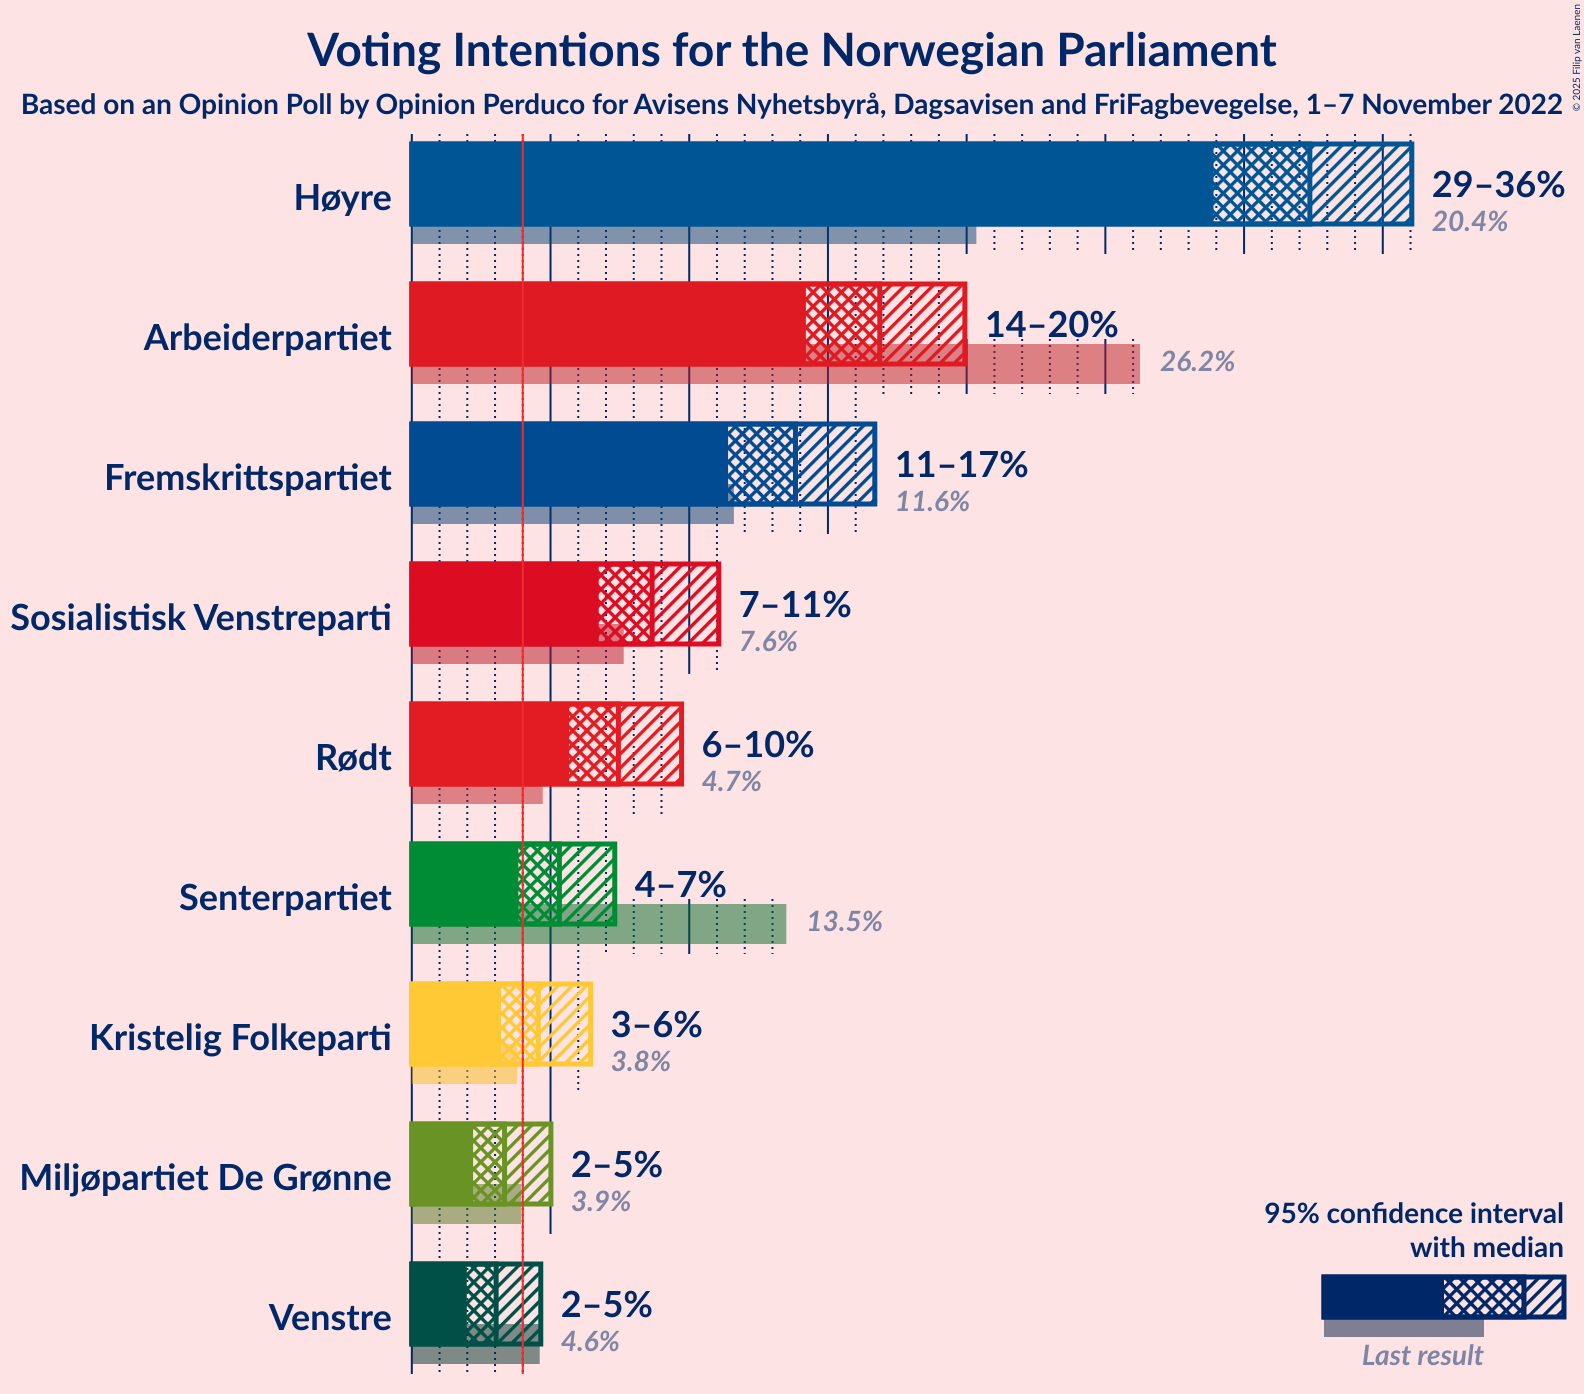 Voting Intentions for the Norwegian Parliament
Based on an Opinion Poll by Opinion Perduco for Avisens Nyhetsbyrå, Dagsavisen and FriFagbevegelse, 1–7 November 2022
© 2025 Filip van Laenen
Høyre
29–36%
20.4%
Arbeiderpartiet
14–20%
26.2%
Fremskrittspartiet
11–17%
11.6%
Sosialistisk Venstreparti
7–11%
7.6%
Rødt
6–10%
4.7%
Senterpartiet
4–7%
13.5%
Kristelig Folkeparti
3–6%
3.8%
Miljøpartiet De Grønne
2–5%
3.9%
Venstre
2–5%
4.6%
95% confidence interval
with median
Last result